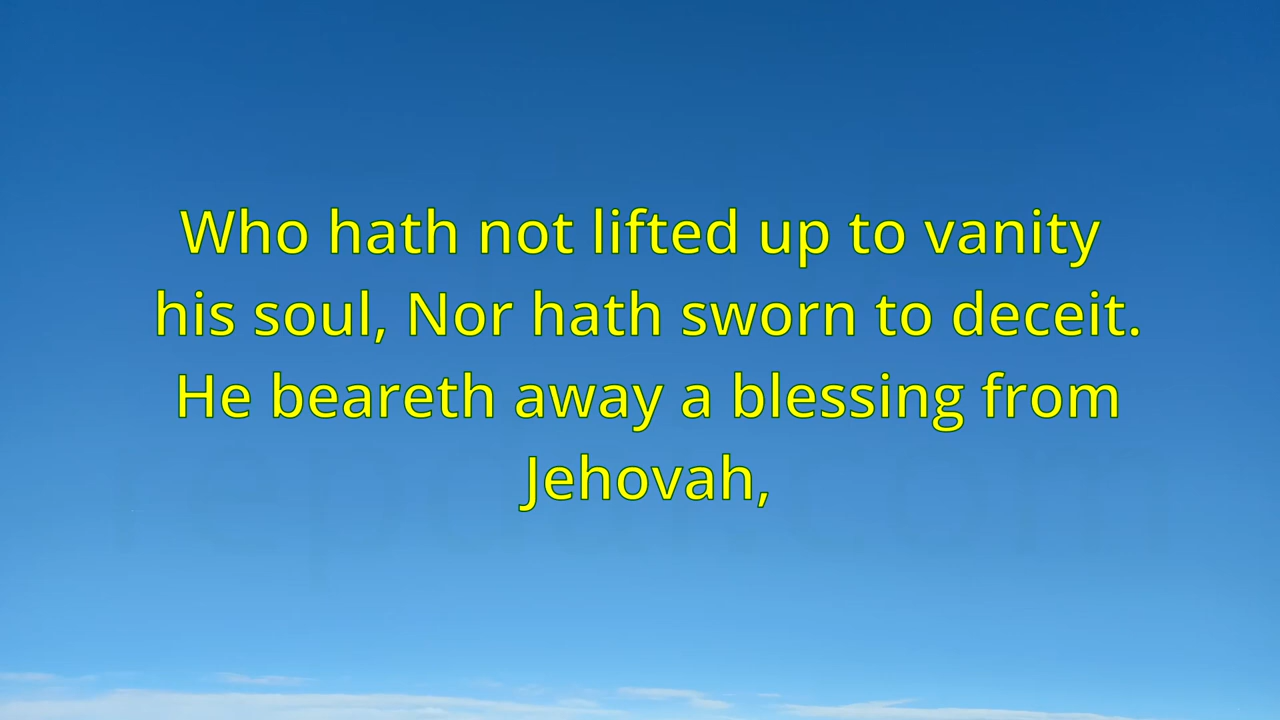 Who hath not lifted up to vanity
his soul, Nor hath sworn to deceit.
He beareth away a blessing from
Jehovah,